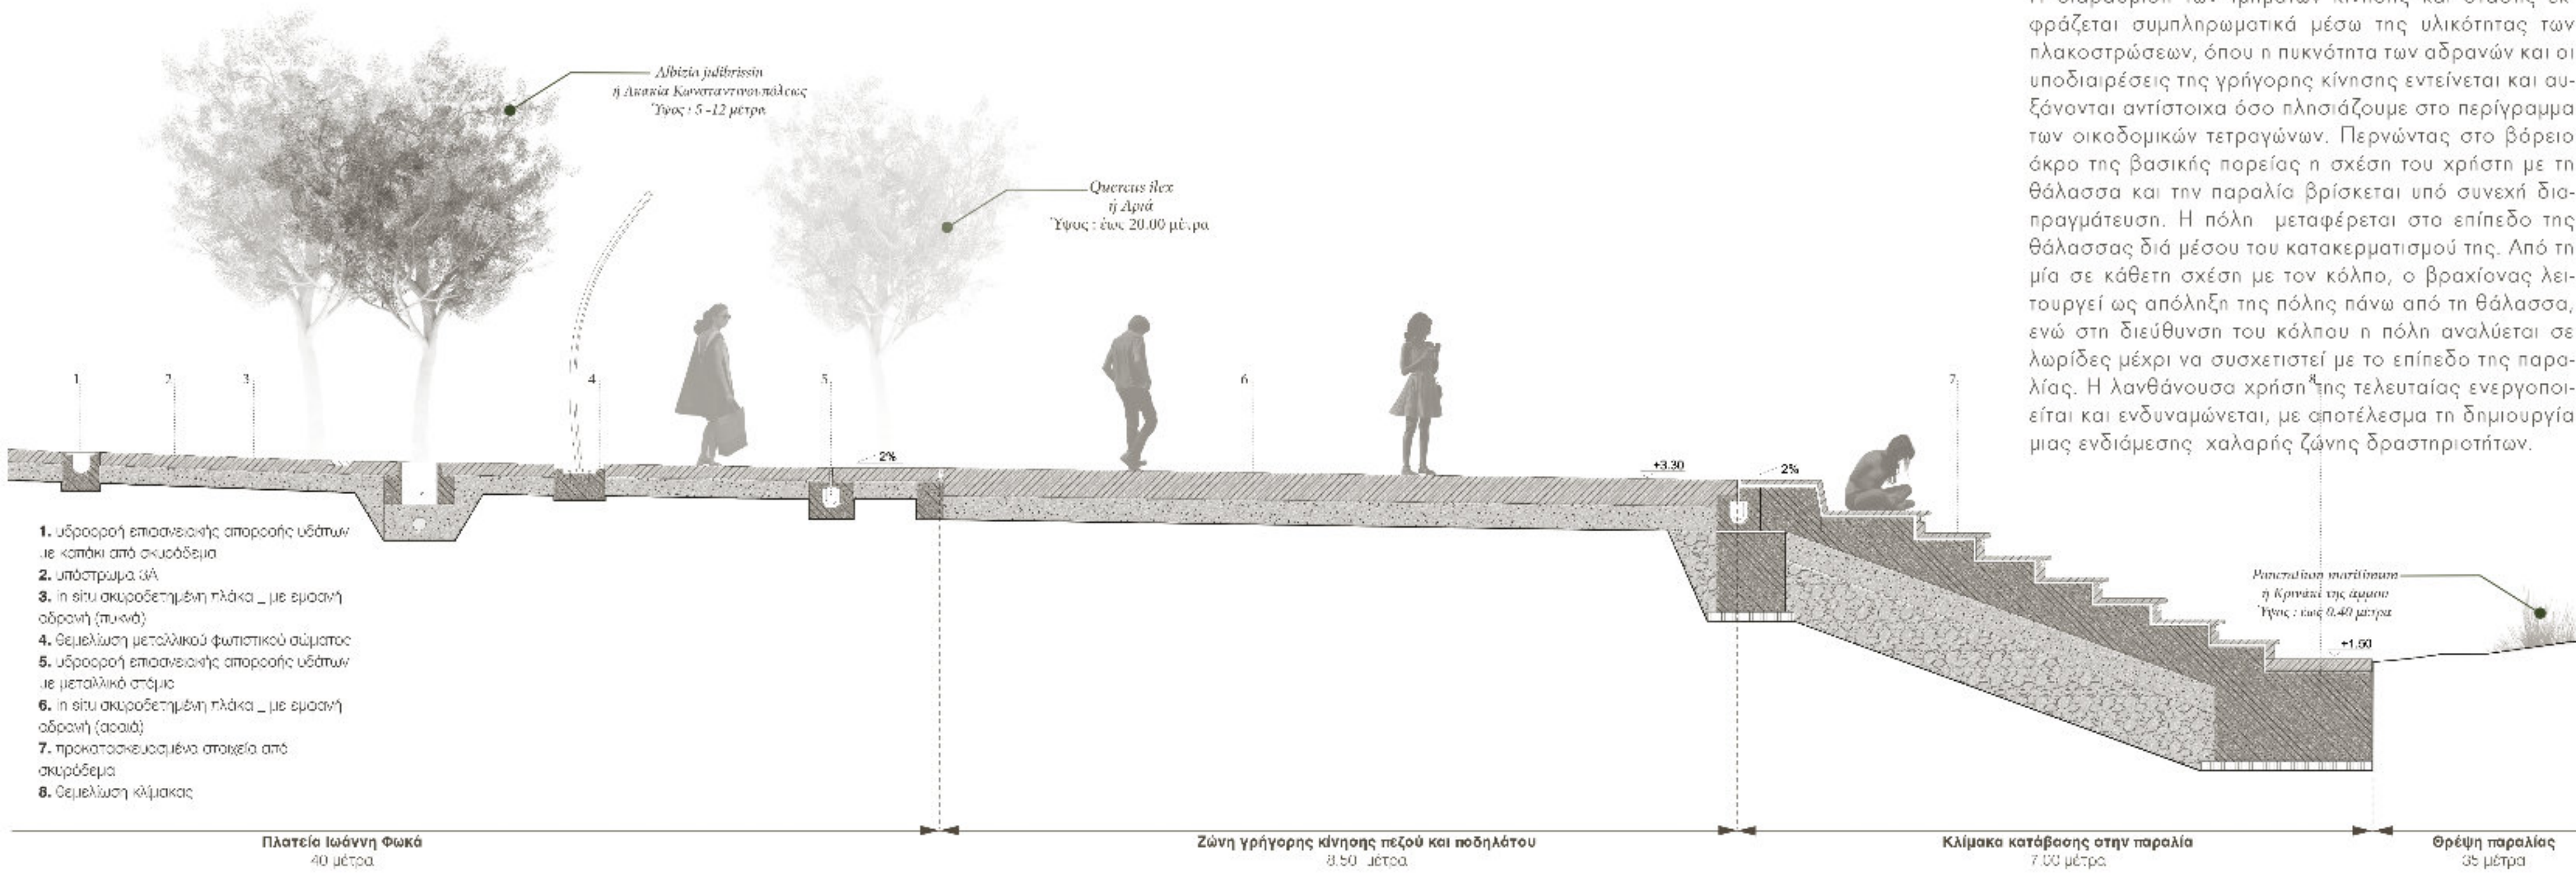 φράζεται συμπληρωματικά μέσω της υλικότητας των
πλακοστρώσεων, όπου η πυκνότητα των αδρανών και οι
υποδιαιρέσεις της γρήγορης κίνησης εντείνεται και αυ-
ξάνονται αντίστοιχα όσο πλησιάζουμε στο περίγραμμα
των οικοδομικών τετραγώνων. Περνώντας στο βόρειο
άκρο της βασικής πορείας η σχέση του χρήστη με τη
θάλασσα και την παραλία βρίσκεται υπό συνεχή δια-
πραγμάτευση. Η πόλη μεταφέρεται στο επίπεδο της
θάλασσας διά μέσου του κατακερματισμού της. Από τη
μία σε κάθετη σχέση με τον κόλπο, ο βραχίονας λει-
τουργεί ως απόληξη της πόλης πάνω από τη θάλασσα,
ενώ στη διεύθυνση του κόλπου η πόλη αναλύεται σε
λωρίδες μέχρι να συσχετιστεί με το επίπεδο της παρα-
λίας. Η λανθάνουσα χρήση της τελευταίας ενεργοποι-
είται και ενδυναμώνεται, με αποτέλεσμα τη δημιουργία
μιας ενδιάμεσης χαλαρής ζώνης δραστηριοτήτων.
Albizia julibrissin
ή Ακακία Κωνσταντινουπόλεως
Ύψος : 5 -12 μέτρα
Quercus ilex
ή Αριά
Ύψος : έως 20.00 μέτρα
1
2
3
4
5
6
7
8
2%
+3.30
2%
Pancratium maritimum
ή Κρινάκι της άμμου
Ύψος : έως 0.40 μέτρα
+1.50
1. υδρορροή επιφανειακής απορροής υδάτων
με καπάκι από σκυρόδεμα
2. υπόστρωμα 3Α
3. in situ σκυροδετημένη πλάκα _ με εμφανή
αδρανή (πυκνά)
4. θεμελίωση μεταλλικού φωτιστικού σώματος
5. υδρορροή επιφανειακής απορροής υδάτων
με μεταλλικό στόμιο
6. in situ σκυροδετημένη πλάκα _ με εμφανή
αδρανή (αραιά)
7. προκατασκευασμένα στοιχεία από
σκυρόδεμα
8. θεμελίωση κλίμακας
Πλατεία Ιωάννη Φωκά
40 μέτρα
Ζώνη γρήγορης κίνησης πεζού και ποδηλάτου
8.50 μέτρα
Κλίμακα κατάβασης στην παραλία
7.00 μέτρα
Θρέψη παραλίας
35 μέτρα